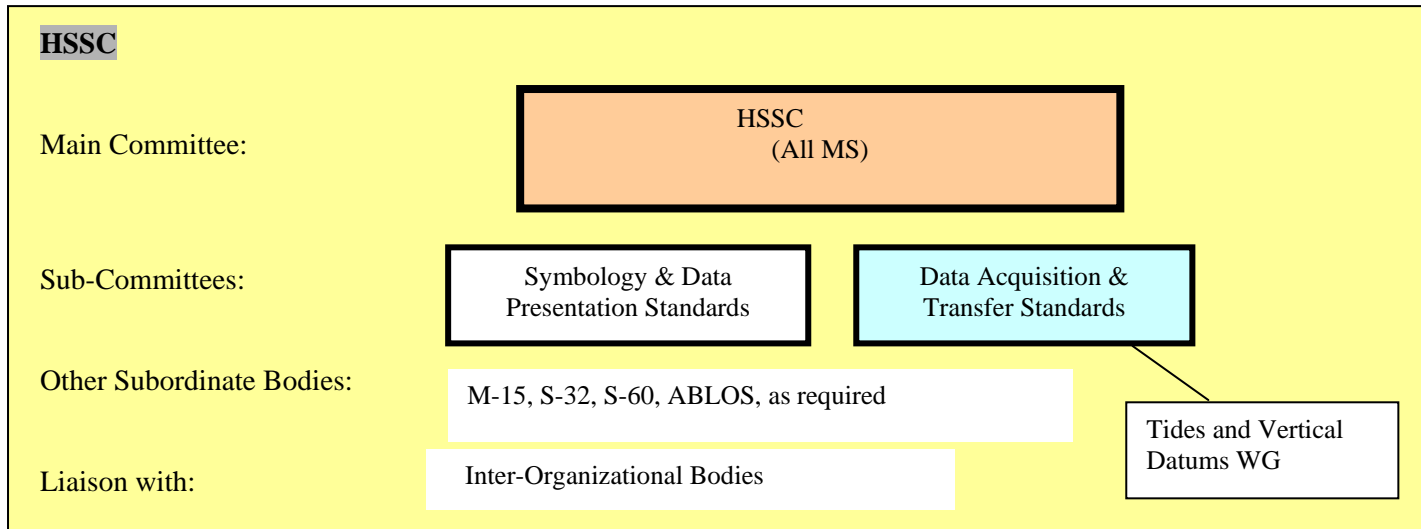 HSSC
Main Committee:
HSSC
(All MS)
Sub-Committees:
Symbology & Data
Presentation Standards
Data Acquisition &
Transfer Standards
Other Subordinate Bodies:
M-15, S-32, S-60, ABLOS, as required
Tides and Vertical
Datums WG
Liaison with:
Inter-Organizational Bodies